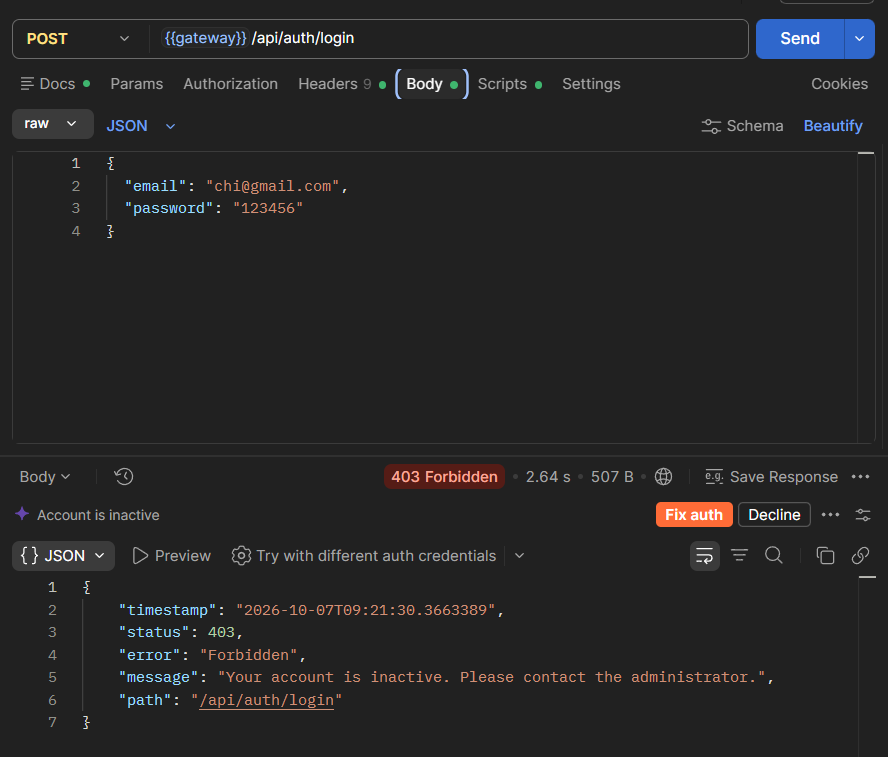 POST {{gateway}} /api/auth/login Send
Docs Params Authorization Headers 9 Body Scripts Settings Cookies
raw JSON Schema Beautify
1 {
2 "email": "chi@gmail.com",
3 "password": "123456"
4 }
Body 403 Forbidden • 2.64 s • 507 B • e.g. Save Response
Account is inactive Fix auth Decline
{} JSON Preview Try with different auth credentials
1 {
2 "timestamp": "2026-10-07T09:21:30.3663389",
3 "status": 403,
4 "error": "Forbidden",
5 "message": "Your account is inactive. Please contact the administrator.",
6 "path": "/api/auth/login"
7 }